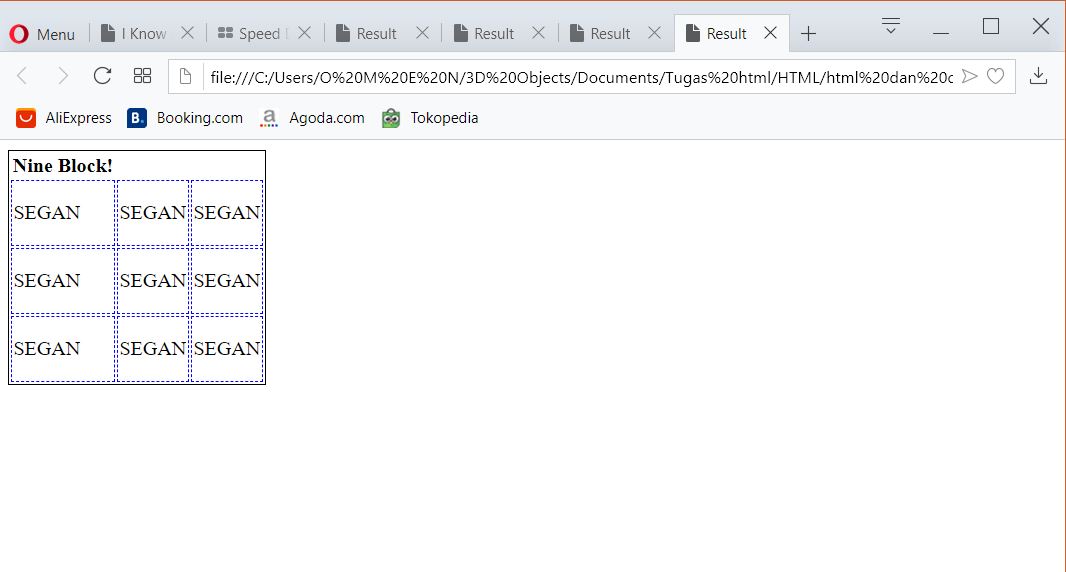 Menu I Know Speed Result Result Result Result
file:///C:/Users/O%20M%20E%20N/3D%20Objects/Documents/Tugas%20html/HTML/html%20dan%20c
AliExpress Booking.com Agoda.com Tokopedia
Nine Block!
SEGAN SEGAN SEGAN
SEGAN SEGAN SEGAN
SEGAN SEGAN SEGAN